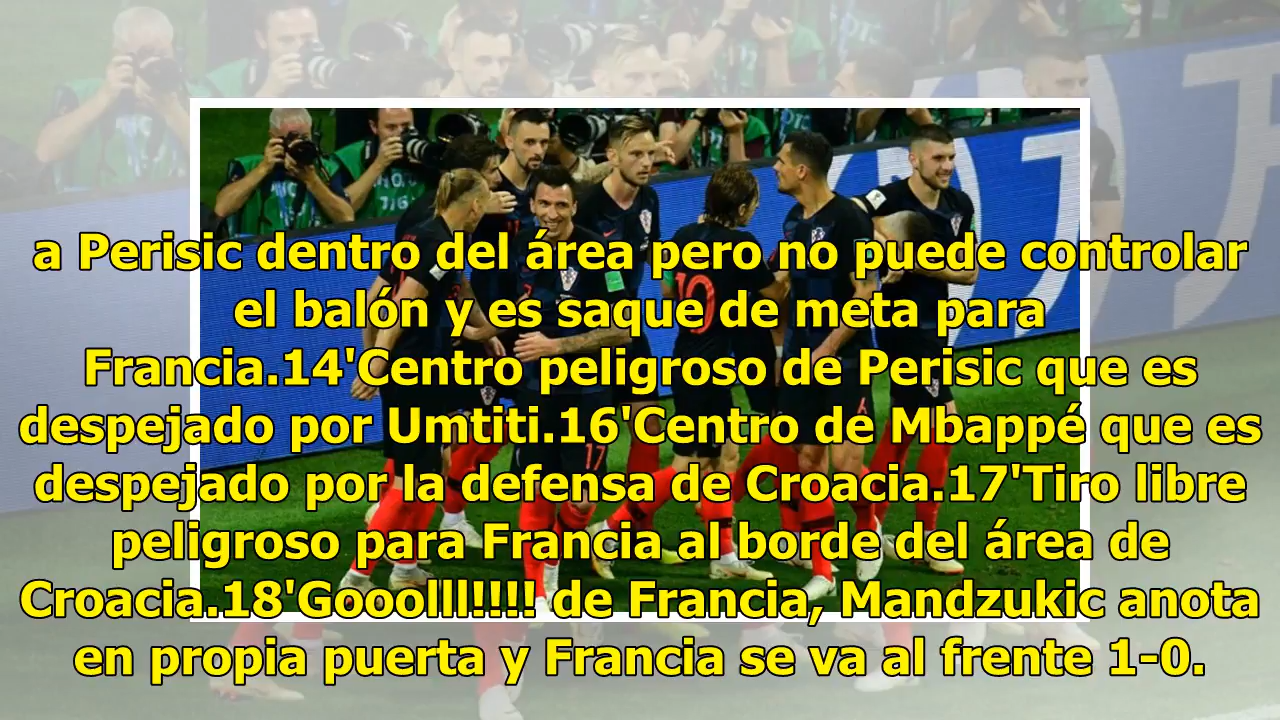 a Perisic dentro del área pero no puede controlar
el balón y es saque de meta para
Francia.14'Centro peligroso de Perisic que es
despejado por Umtiti.16'Centro de Mbappé que es
despejado por la defensa de Croacia.17'Tiro libre
peligroso para Francia al borde del área de
Croacia.18'Gooolll!!!! de Francia, Mandzukic anota
en propia puerta y Francia se va al frente 1-0.
10
17